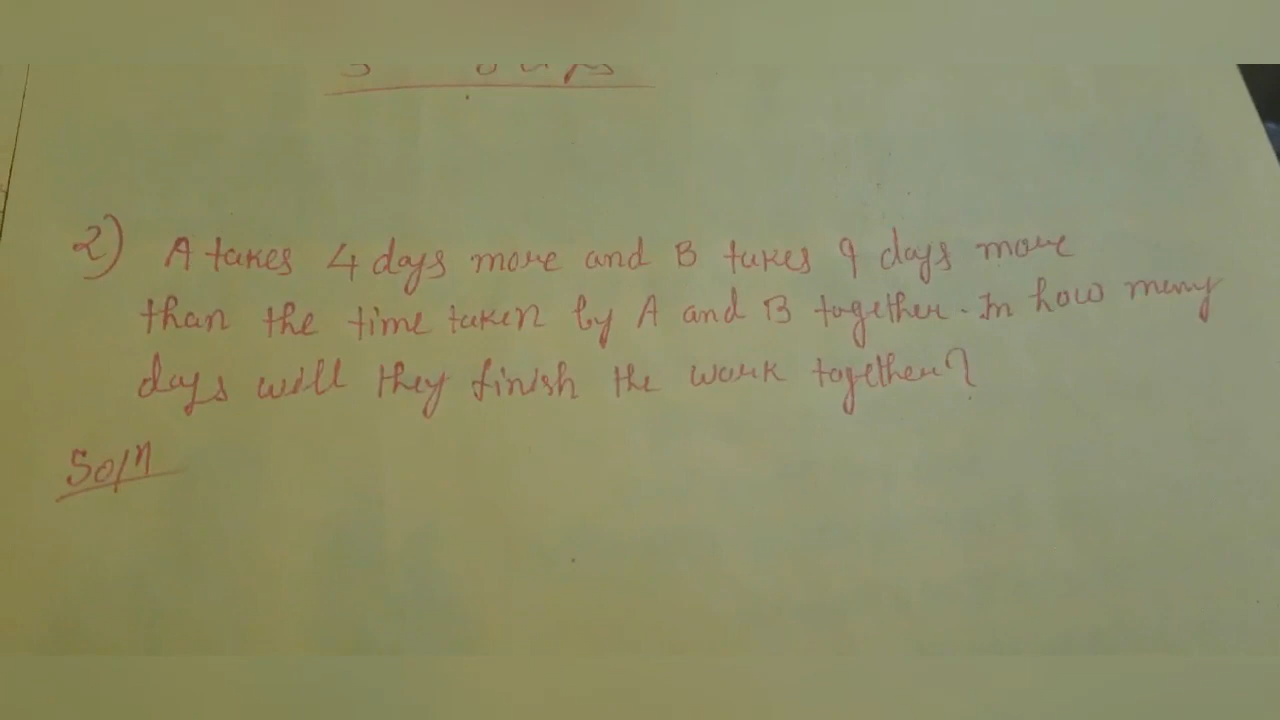 2) A takes 4 days more and B takes 9 days more
than the time taken by A and B together. In how many
days will they finish the work together?
Soln